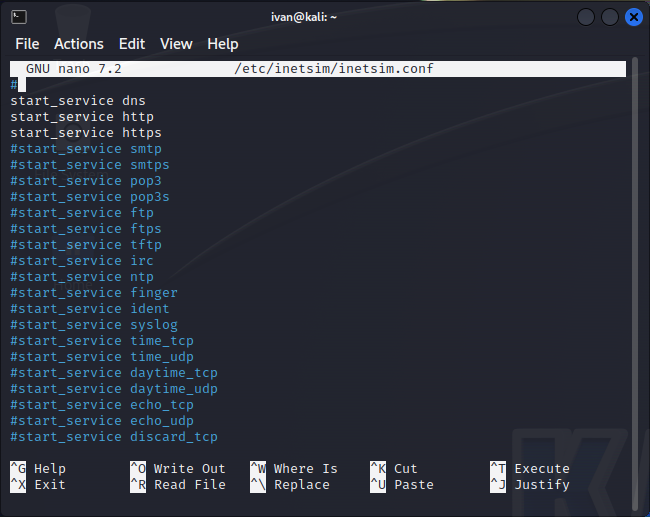 ivan@kali: ~
File Actions Edit View Help
GNU nano 7.2 /etc/inetsim/inetsim.conf
#
start_service dns
start_service http
start_service https
#start_service smtp
#start_service smtps
#start_service pop3
#start_service pop3s
#start_service ftp
#start_service ftps
#start_service tftp
#start_service irc
#start_service ntp
#start_service finger
#start_service ident
#start_service syslog
#start_service time_tcp
#start_service time_udp
#start_service daytime_tcp
#start_service daytime_udp
#start_service echo_tcp
#start_service echo_udp
#start_service discard_tcp
^G Help ^O Write Out ^W Where Is ^K Cut ^T Execute
^X Exit ^R Read File ^\ Replace ^U Paste ^J Justify